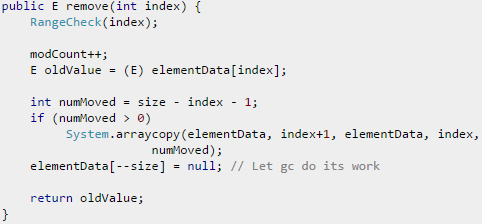 public E remove(int index) {
    RangeCheck(index);

    modCount++;
    E oldValue = (E) elementData[index];

    int numMoved = size - index - 1;
    if (numMoved > 0)
         System.arraycopy(elementData, index+1, elementData, index,
                      numMoved);
    elementData[--size] = null; // Let gc do its work

    return oldValue;
}